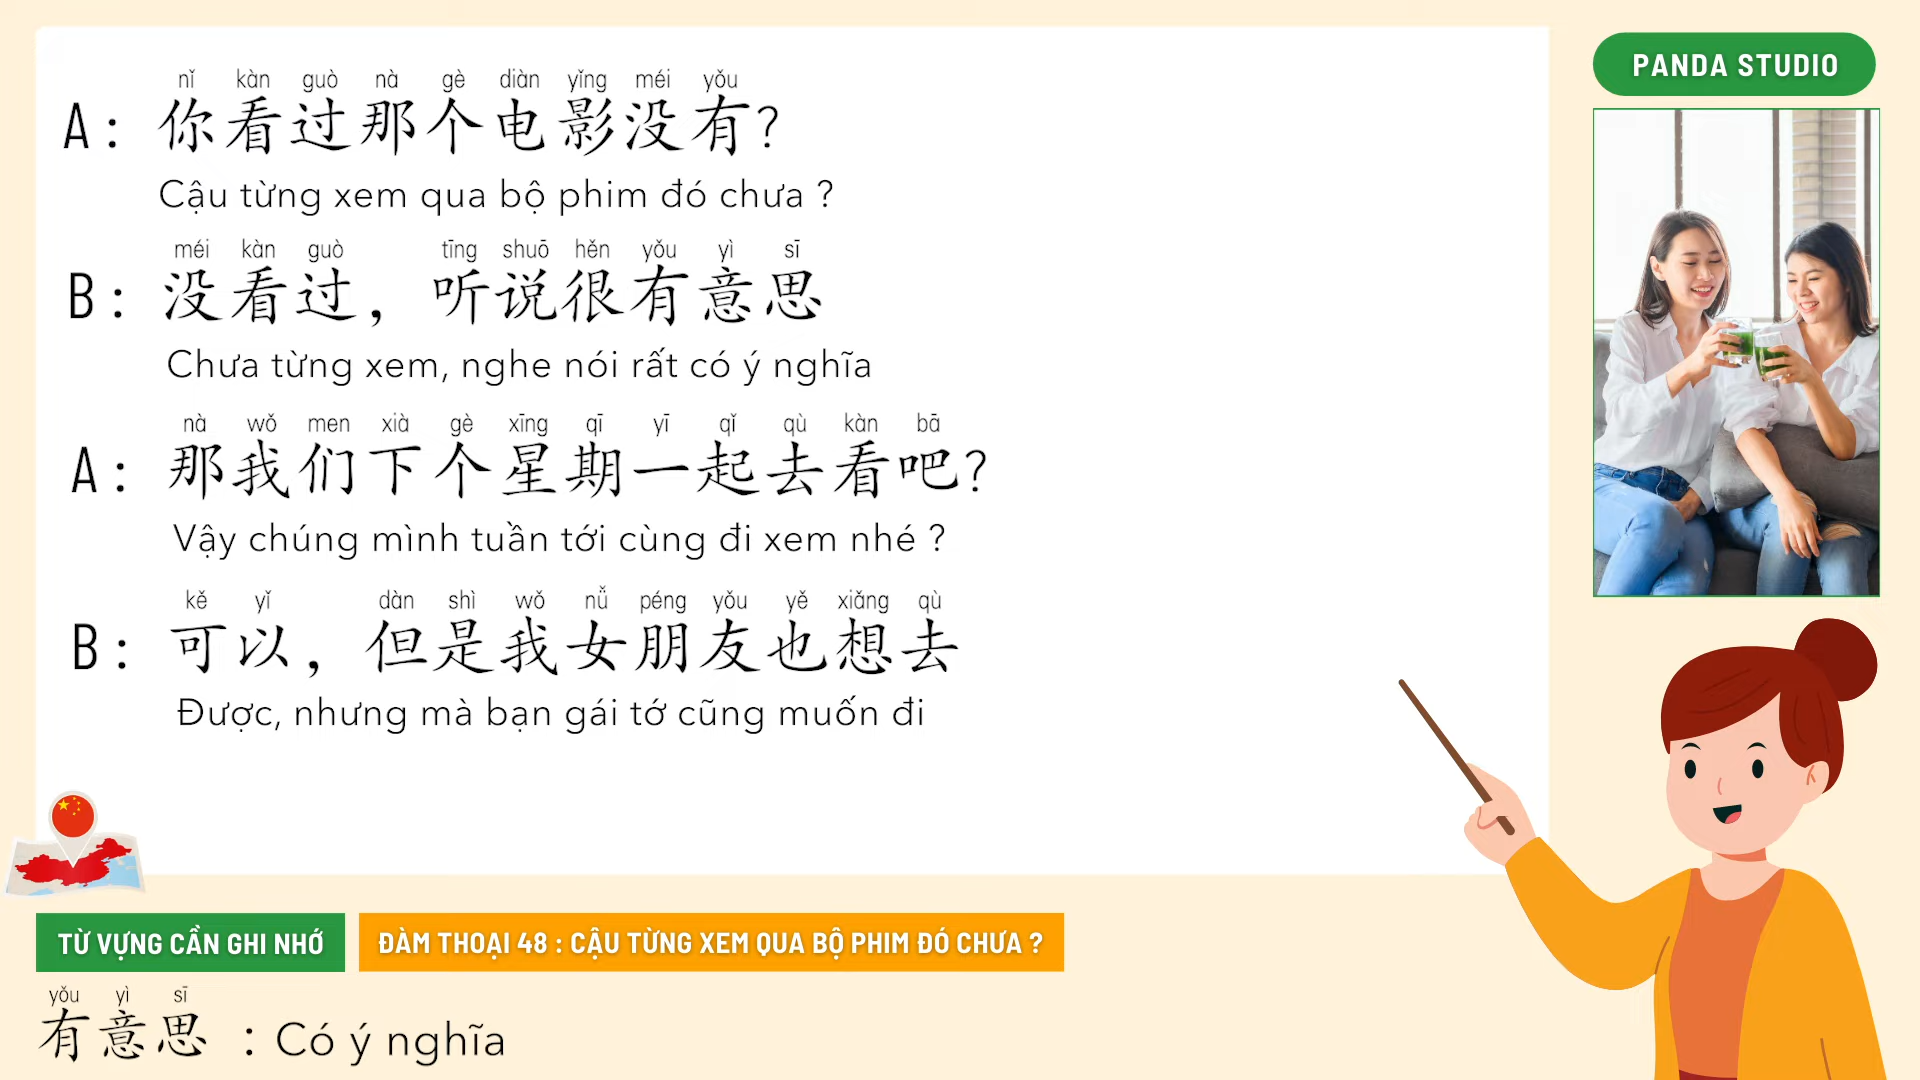 PANDA STUDIO
nǐ kàn guò nà gè diàn yǐng méi yǒu
A : 你看过那个电影没有?
Cậu từng xem qua bộ phim đó chưa ?
méi kàn guò tīng shuō hěn yǒu yì sī
B : 没看过，听说很有意思
Chưa từng xem, nghe nói rất có ý nghĩa
nà wǒ men xià gè xīng qī yī qǐ qù kàn bā
A : 那我们下个星期一起去看吧?
Vậy chúng mình tuần tới cùng đi xem nhé ?
kě yǐ dàn shì wǒ nǚ péng yǒu yě xiǎng qù
B : 可以，但是我女朋友也想去
Được, nhưng mà bạn gái tớ cũng muốn đi
TỪ VỰNG CẦN GHI NHỚ
ĐÀM THOẠI 48 : CẬU TỪNG XEM QUA BỘ PHIM ĐÓ CHƯA ?
yǒu yì sī
有意思 : Có ý nghĩa